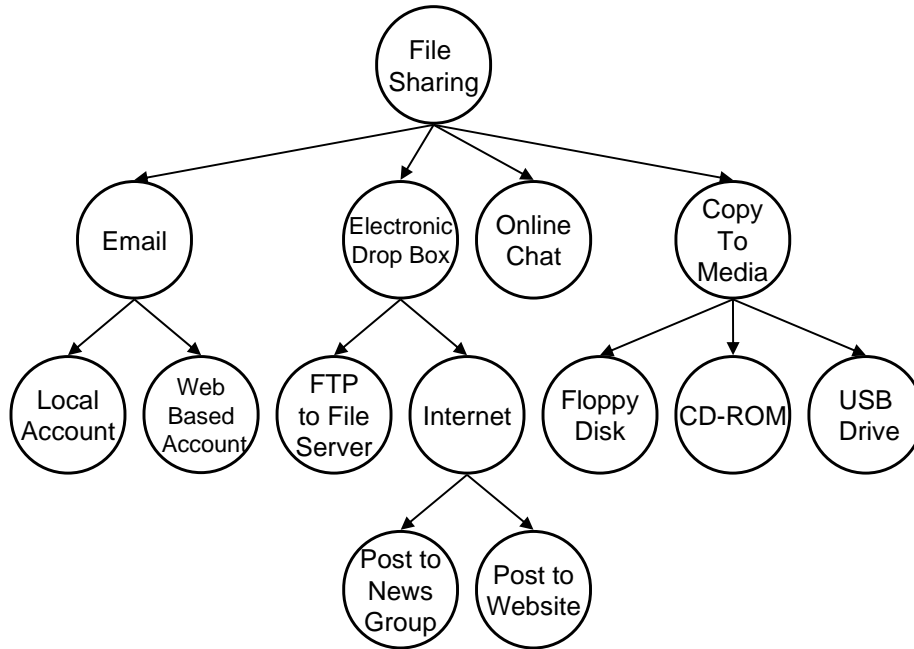 File
Sharing
Email
Electronic
Drop Box
Online
Chat
Copy
To
Media
Local
Account
Web
Based
Account
FTP
to File
Server
Internet
Floppy
Disk
CD-ROM
USB
Drive
Post to
News
Group
Post to
Website